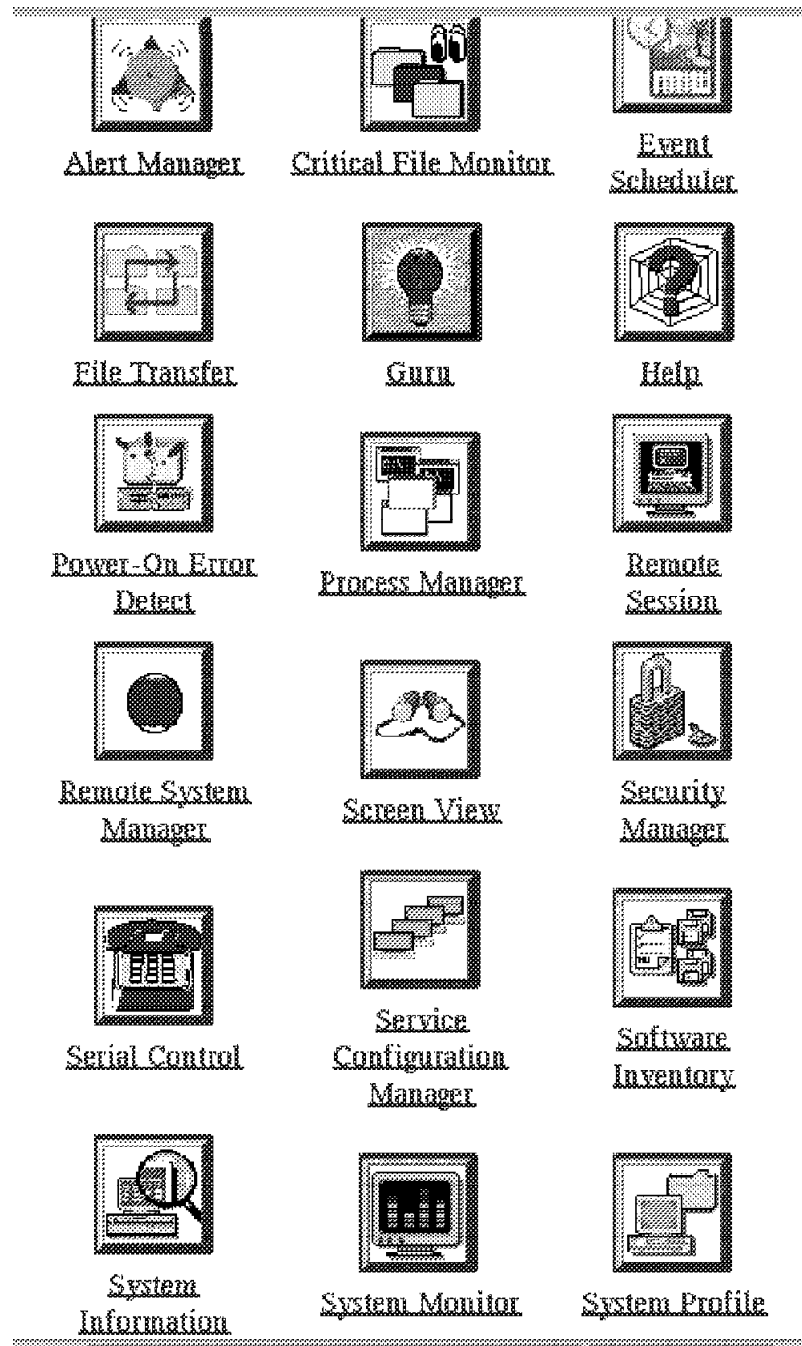 Alert Manager
Critical File Monitor
Event
Scheduler
File Transfer
Guru
Help
Power-On Error
Detect
Process Manager
Remote
Session
Remote System
Manager
Screen View
Security
Manager
Serial Control
Service
Configuration
Manager
Software
Inventory
System
Information
System Monitor
System Profile